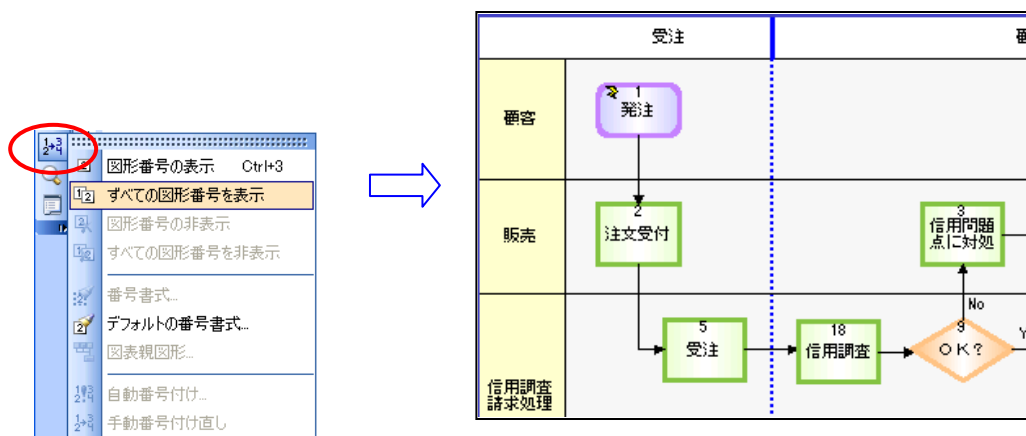 図形番号の表示 Ctrl+3
すべての図形番号を表示
図形番号の非表示
すべての図形番号を非表示
番号書式...
デフォルトの番号書式...
図表親図形...
自動番号付け...
手動番号付け直し
受注
顧客
1
発注
販売
2
注文受付
3
信用問題
点に対処
No
信用調査
請求処理
5
受注
18
信用調査
9
OK?
Y